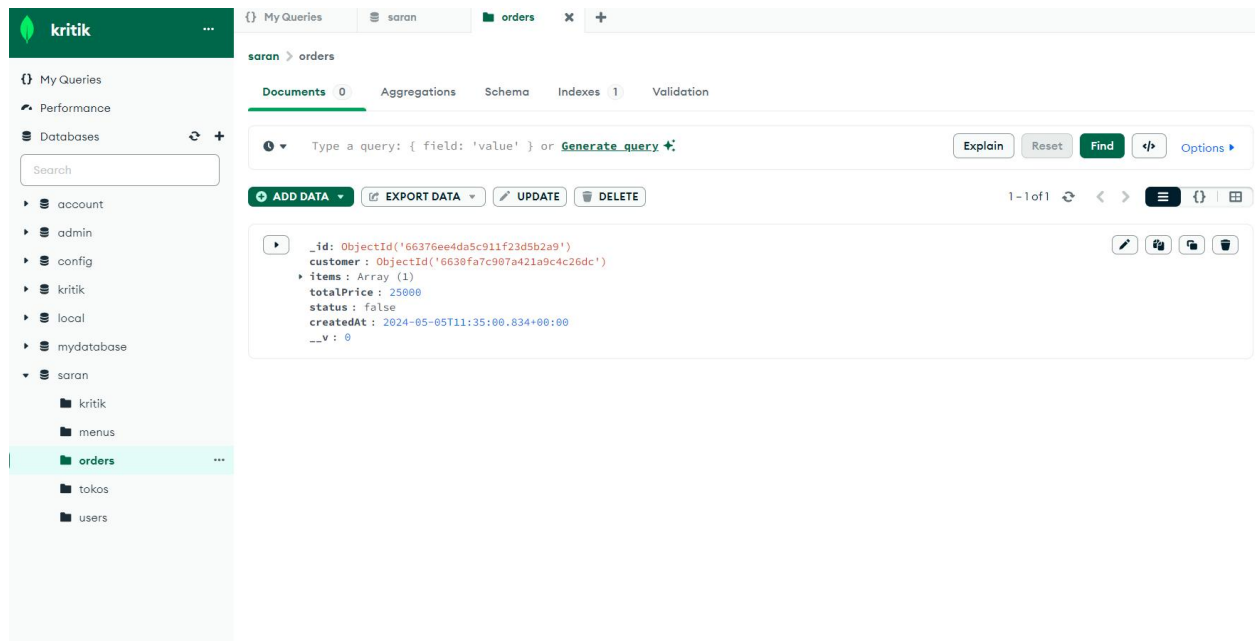 kritik
{} My Queries
saran
orders
saran > orders
Documents 0
Aggregations
Schema
Indexes 1
Validation
My Queries
Performance
Databases
Search
account
admin
config
kritik
local
mydatabase
saran
kritik
menus
orders
tokos
users
Type a query: { field: 'value' } or Generate query
Explain
Reset
Find
</>
Options
ADD DATA
EXPORT DATA
UPDATE
DELETE
1-1 of 1
{}
_id: ObjectId('66376ee4da5c911f23d5b2a9')
customer : ObjectId('6630fa7c907a421a9c4c26dc')
items : Array (1)
totalPrice : 25000
status : false
createdAt : 2024-05-05T11:35:00.834+00:00
__v : 0